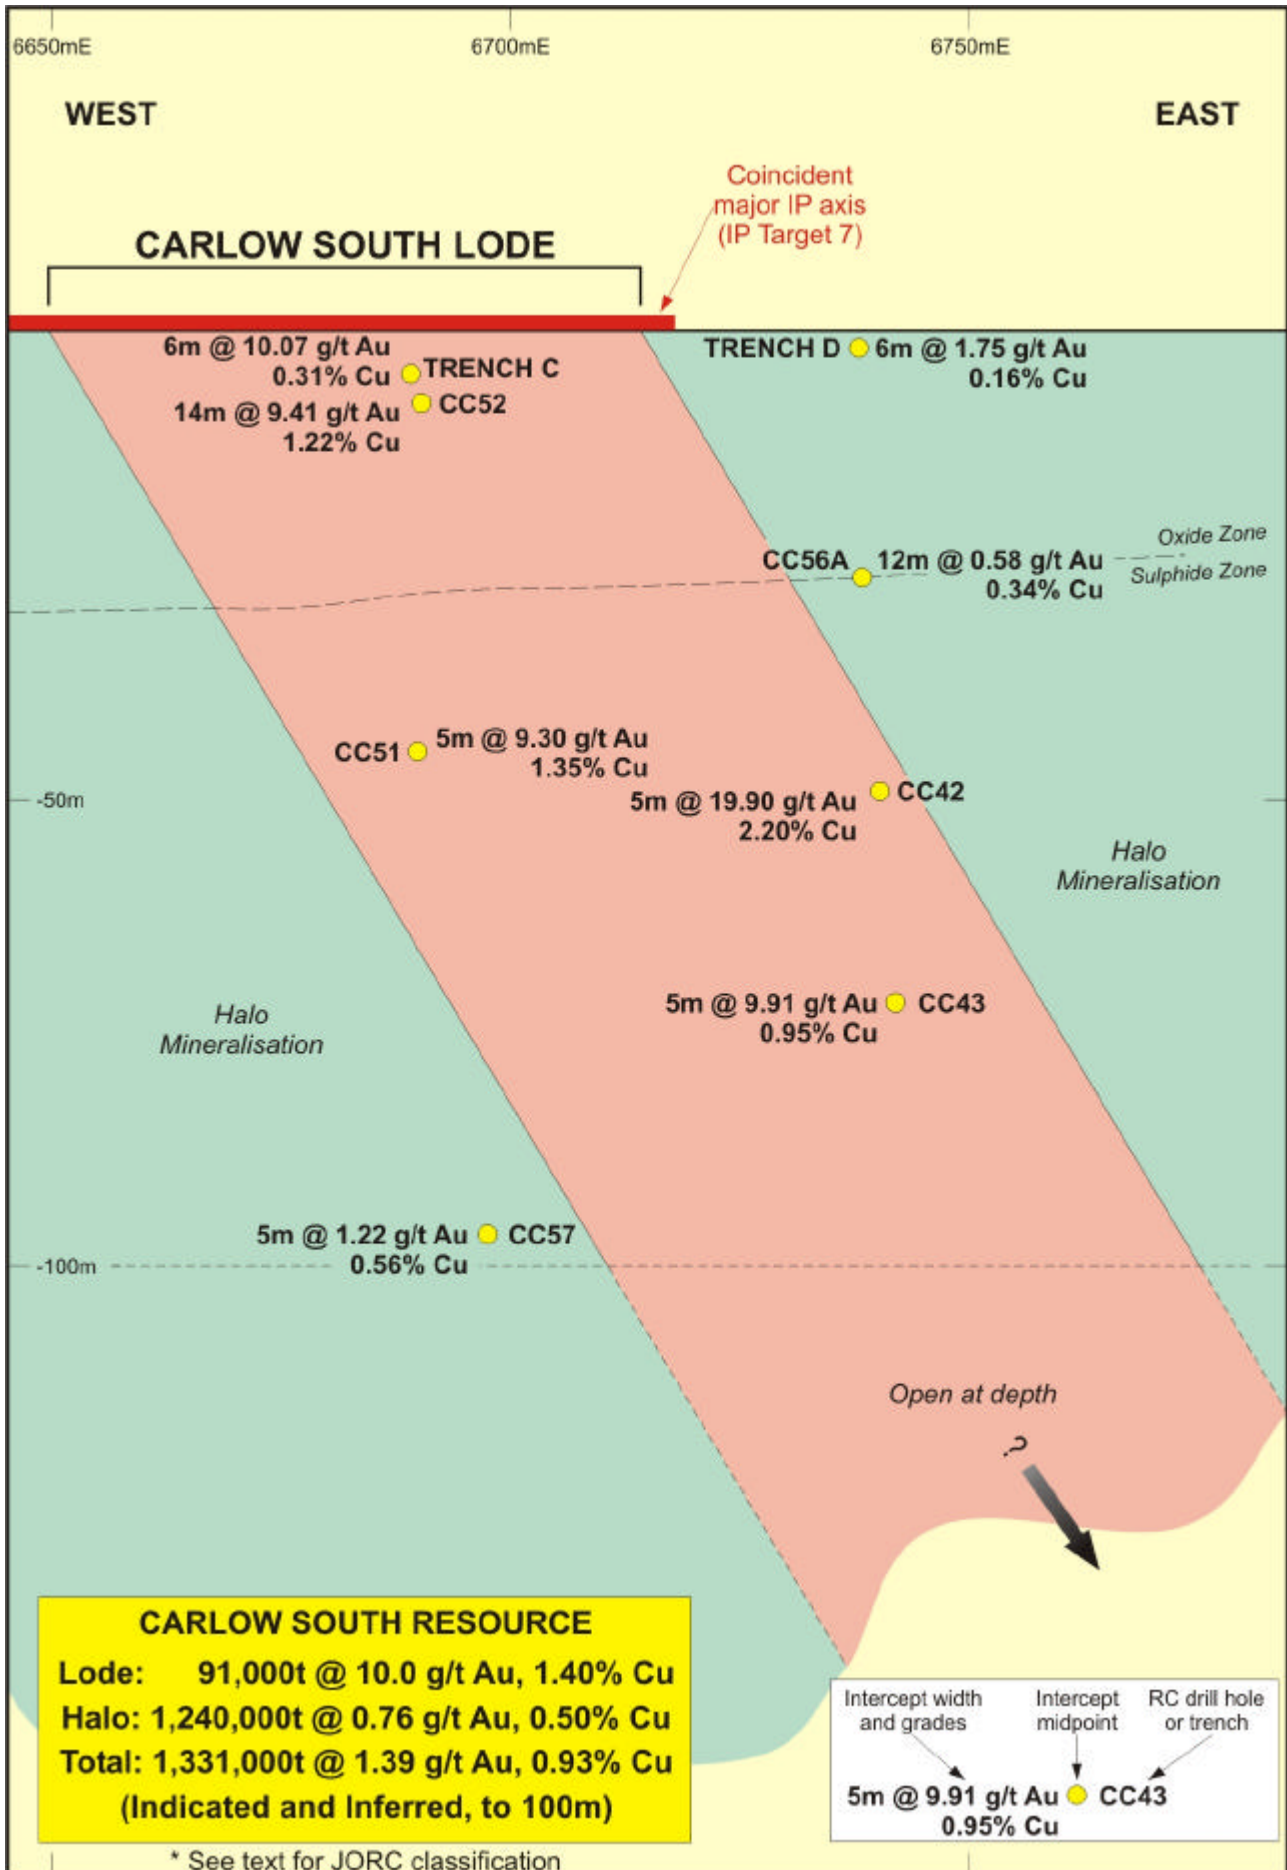 6650mE 6700mE 6750mE
WEST EAST
Coincident
major IP axis
(IP Target 7)
CARLOW SOUTH LODE
6m @ 10.07 g/t Au
0.31% Cu
TRENCH C
14m @ 9.41 g/t Au
1.22% Cu
CC52
TRENCH D 6m @ 1.75 g/t Au
0.16% Cu
Oxide Zone
Sulphide Zone
CC56A 12m @ 0.58 g/t Au
0.34% Cu
CC51 5m @ 9.30 g/t Au
1.35% Cu
-50m
5m @ 19.90 g/t Au CC42
2.20% Cu
Halo
Mineralisation
5m @ 9.91 g/t Au CC43
0.95% Cu
Halo
Mineralisation
5m @ 1.22 g/t Au CC57
0.56% Cu
-100m
Open at depth
?
CARLOW SOUTH RESOURCE
Lode: 91,000t @ 10.0 g/t Au, 1.40% Cu
Halo: 1,240,000t @ 0.76 g/t Au, 0.50% Cu
Total: 1,331,000t @ 1.39 g/t Au, 0.93% Cu
(Indicated and Inferred, to 100m)
* See text for JORC classification
Intercept width
and grades
Intercept
midpoint
RC drill hole
or trench
5m @ 9.91 g/t Au CC43
0.95% Cu